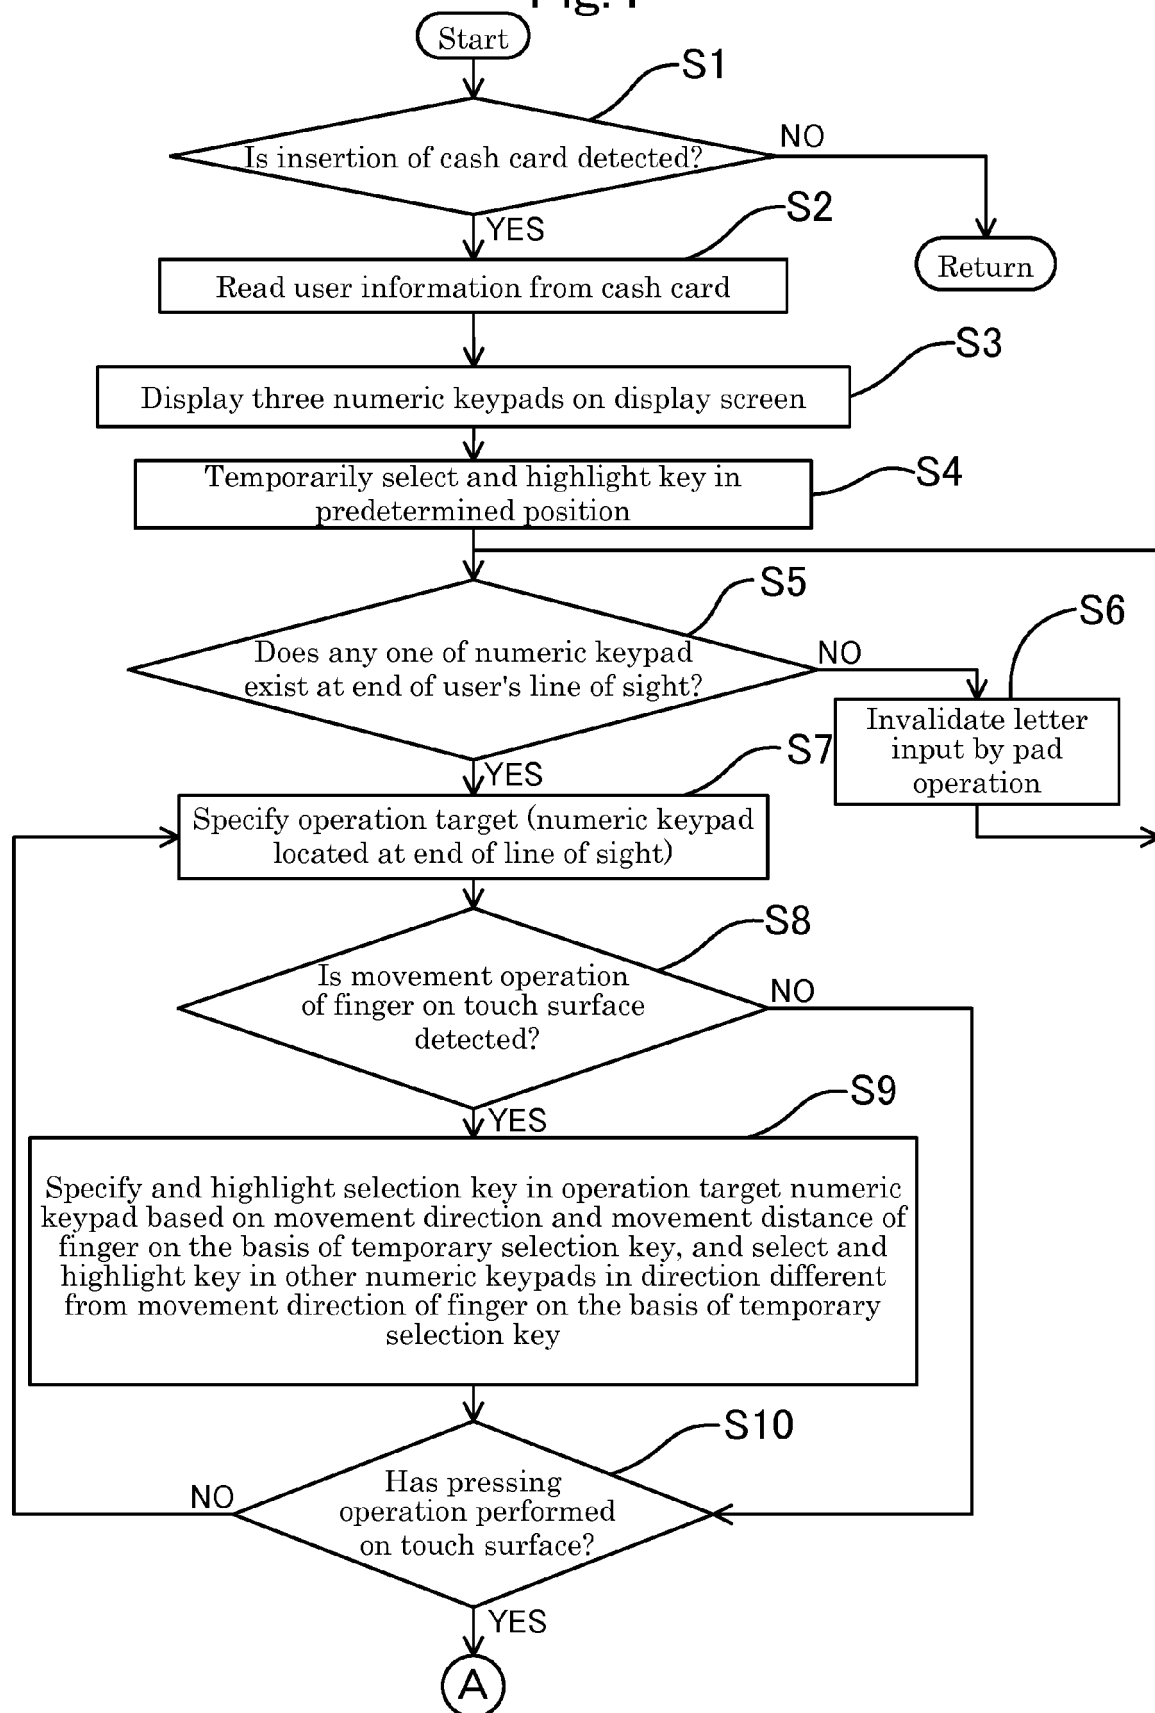 Start
S1
Is insertion of cash card detected?
NO
YES
S2
Return
Read user information from cash card
S3
Display three numeric keypads on display screen
S4
Temporarily select and highlight key in
predetermined position
S5
S6
Does any one of numeric keypad
exist at end of user's line of sight?
NO
Invalidate letter
input by pad
operation
YES
S7
Specify operation target (numeric keypad
located at end of line of sight)
S8
Is movement operation
of finger on touch surface
detected?
NO
YES
S9
Specify and highlight selection key in operation target numeric
keypad based on movement direction and movement distance of
finger on the basis of temporary selection key, and select and
highlight key in other numeric keypads in direction different
from movement direction of finger on the basis of temporary
selection key
S10
Has pressing
operation performed
on touch surface?
NO
YES
A